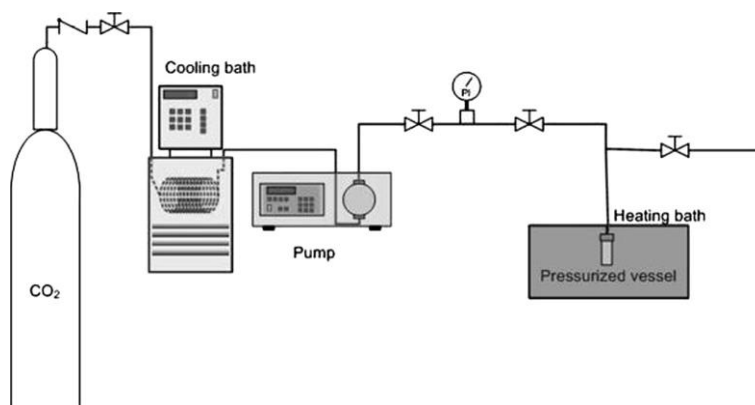 Cooling bath
PI
Pump
Heating bath
Pressurized vessel
CO₂